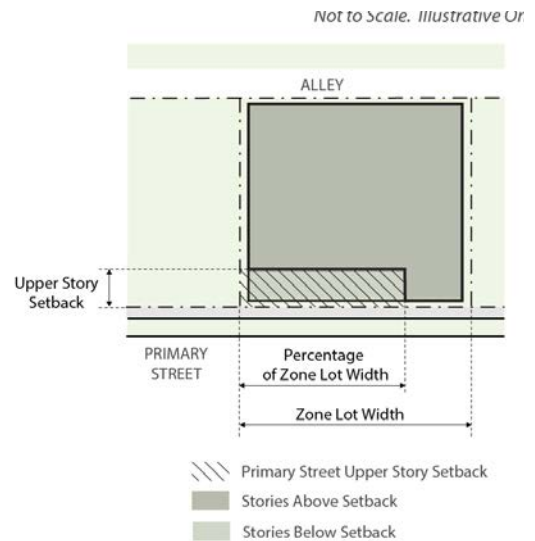 Not to Scale. Illustrative On
ALLEY
Upper Story
Setback
PRIMARY
STREET
Percentage
of Zone Lot Width
Zone Lot Width
Primary Street Upper Story Setback
Stories Above Setback
Stories Below Setback